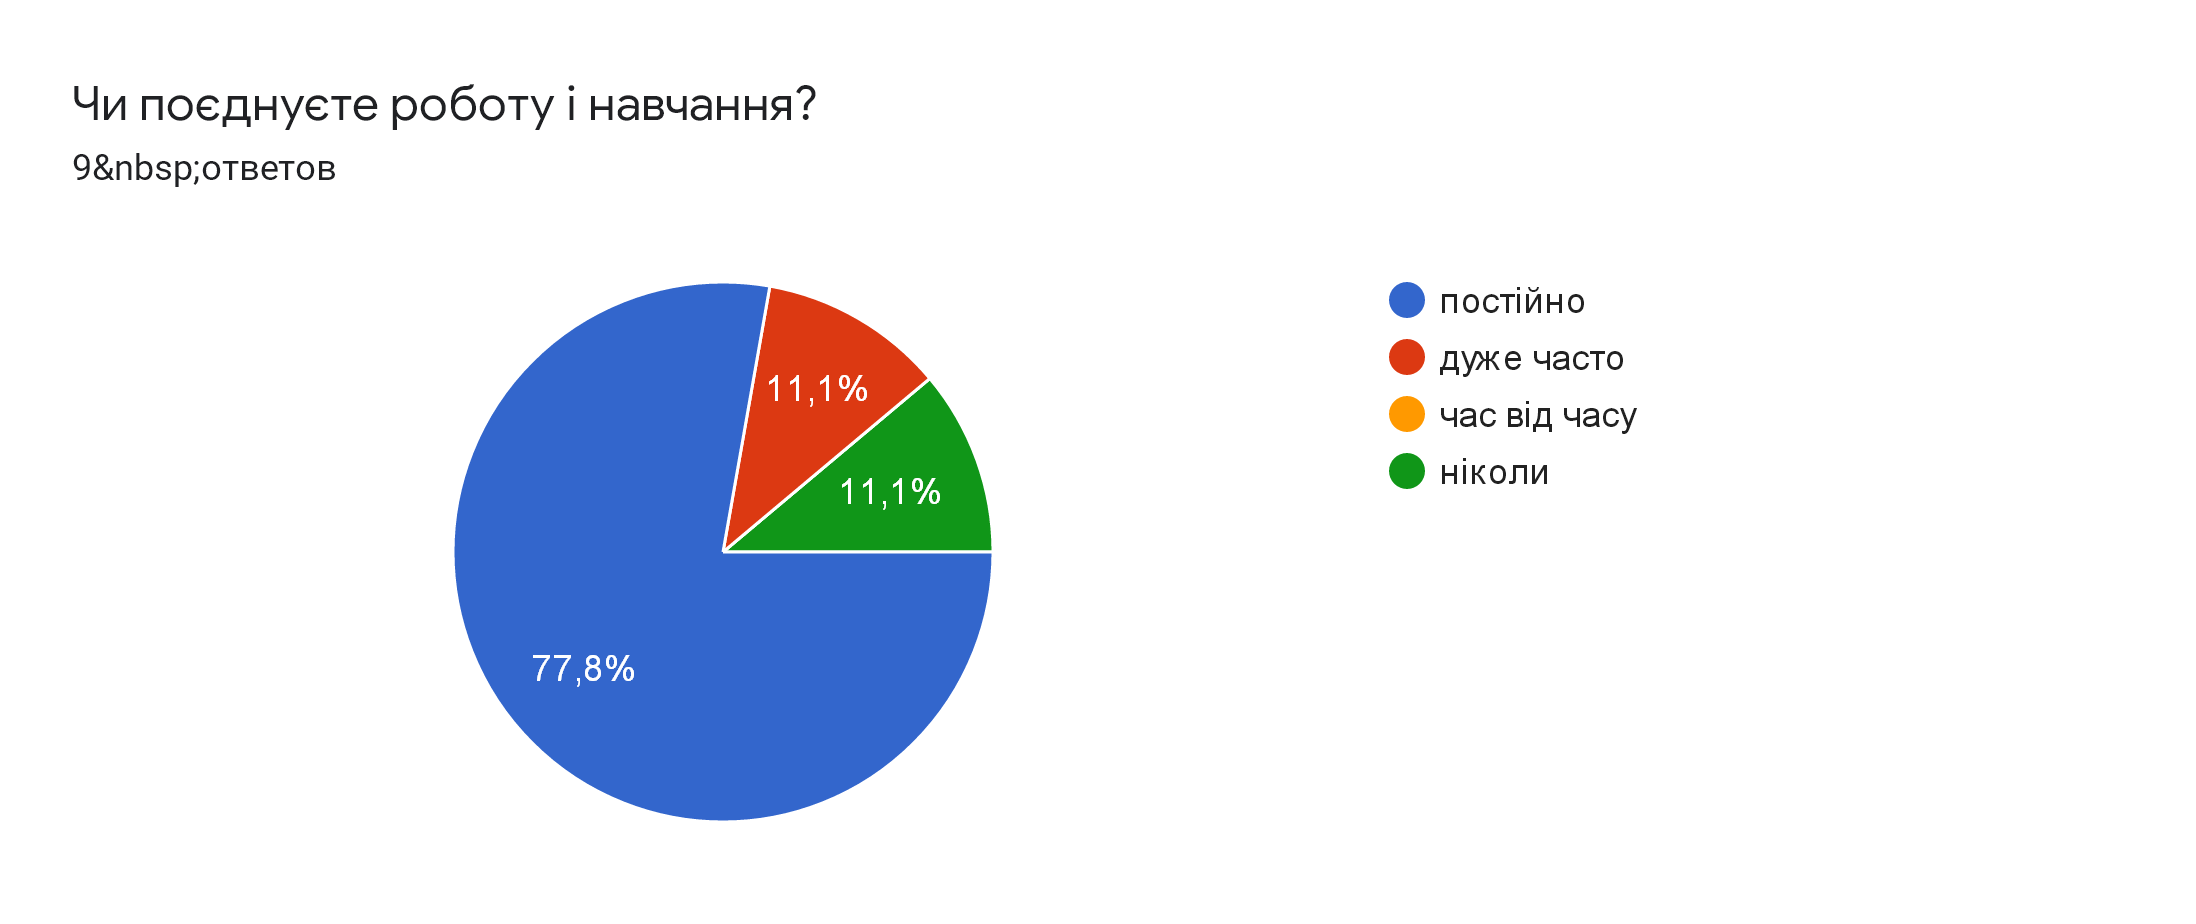 Чи поєднуєте роботу і навчання?
9&nbsp;ответов
11,1%
11,1%
77,8%
постійно
дуже часто
час від часу
ніколи